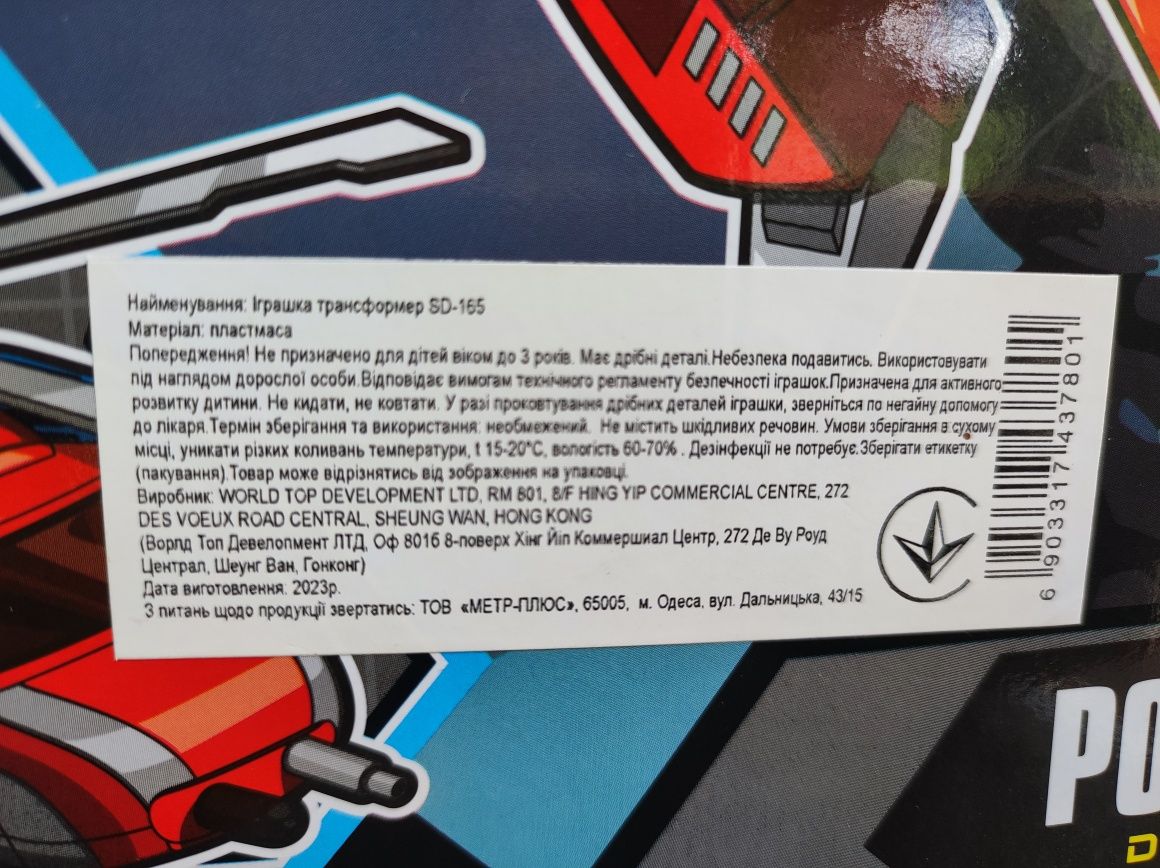 Найменування: Іграшка трансформер SD-165
Матеріал: пластмаса
Попередження! Не призначено для дітей віком до 3 років. Має дрібні деталі.Небезпека подавитись. Використовувати
під наглядом дорослої особи.Відповідає вимогам технічного регламенту безпечності іграшок.Призначена для активного
розвитку дитини. Не кидати, не ковтати. У разі проковтування дрібних деталей іграшки, зверніться по негайну допомогу
до лікаря.Термін зберігання та використання: необмежений. Не містить шкідливих речовин. Умови зберігання в сухому
місці, уникати різких коливань температури, t 15-20°C, вологість 60-70% . Дезінфекції не потребує.Зберігати етикетку
(пакування).Товар може відрізнятись від зображення на упаковці.
Виробник: WORLD TOP DEVELOPMENT LTD, RM 801, 8/F HING YIP COMMERCIAL CENTRE, 272
DES VOEUX ROAD CENTRAL, SHEUNG WAN, HONG KONG
(Ворлд Топ Девелопмент ЛТД, Оф 8016 8-поверх Хінг Йіп Коммершиал Центр, 272 Де Ву Роуд
Централ, Шеунг Ван, Гонконг)
Дата виготовлення: 2023р.
З питань щодо продукції звертатись: ТОВ «МЕТР-ПЛЮС», 65005, м. Одеса, вул. Дальницька, 43/15
6 903317 437801
PO
D